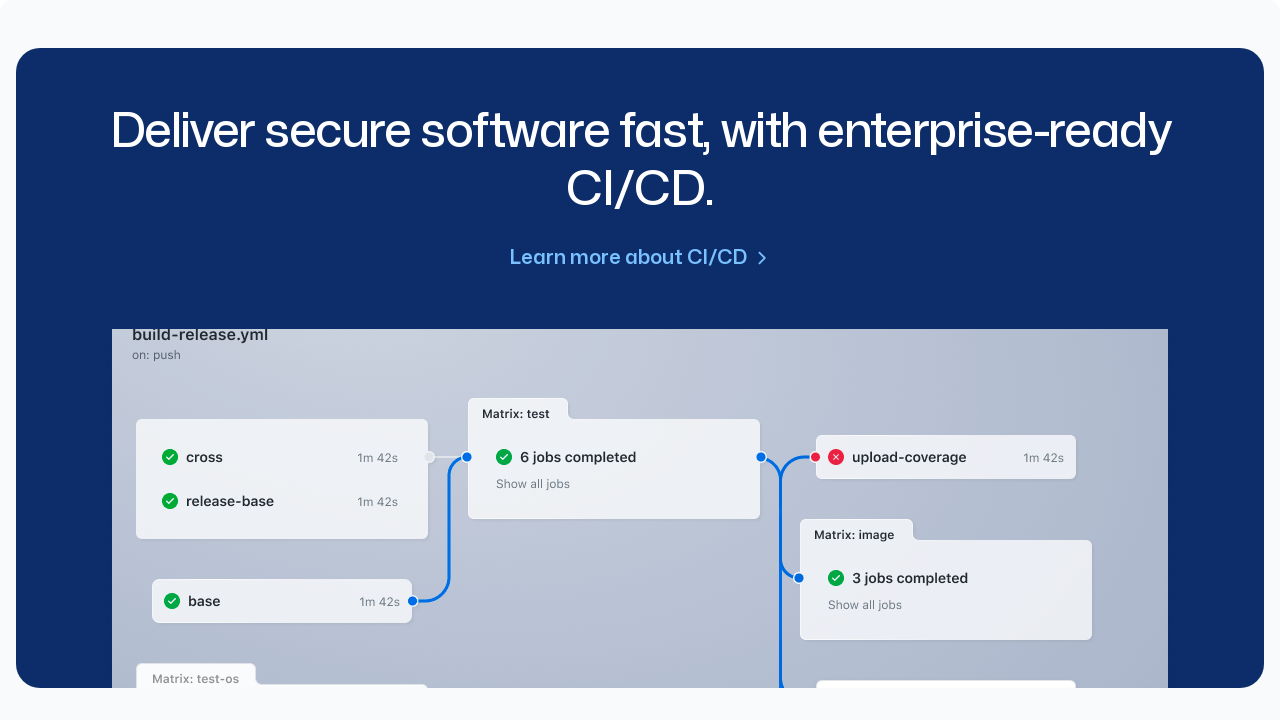 Deliver secure software fast, with enterprise-ready
CI/CD.
Learn more about CI/CD
build-release.yml
on: push
Matrix: test
cross 1m 42s
6 jobs completed
upload-coverage 1m 42s
Show all jobs
release-base 1m 42s
Matrix: image
3 jobs completed
base 1m 42s
Show all jobs
Matrix: test-os